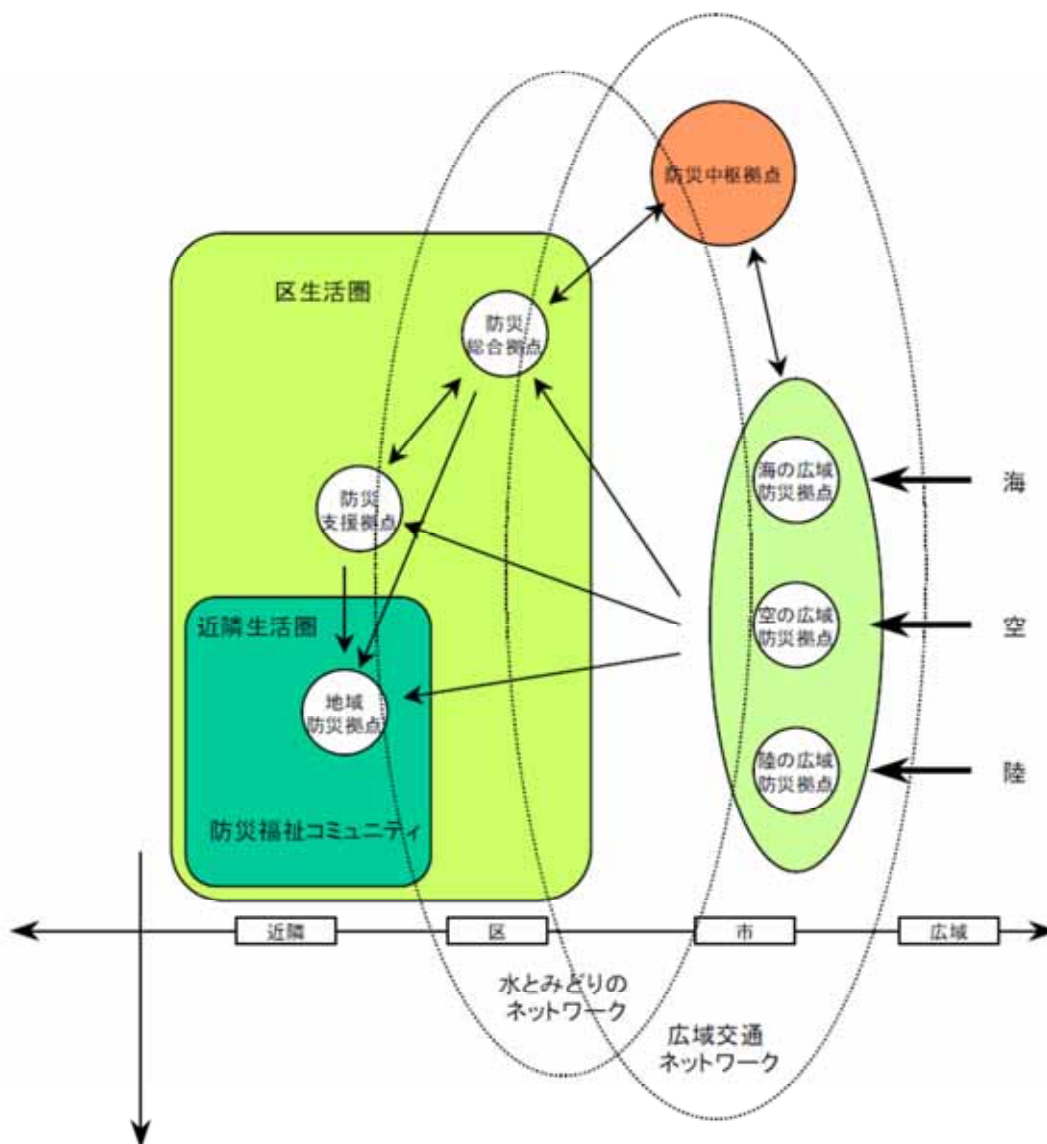 防災中枢拠点
区生活圏
防災
総合拠点
海の広域
防災拠点
海
防災
支援拠点
空の広域
防災拠点
空
近隣生活圏
地域
防災拠点
陸の広域
防災拠点
陸
防災福祉コミュニティ
近隣
区
市
広域
水とみどりの
ネットワーク
広域交通
ネットワーク